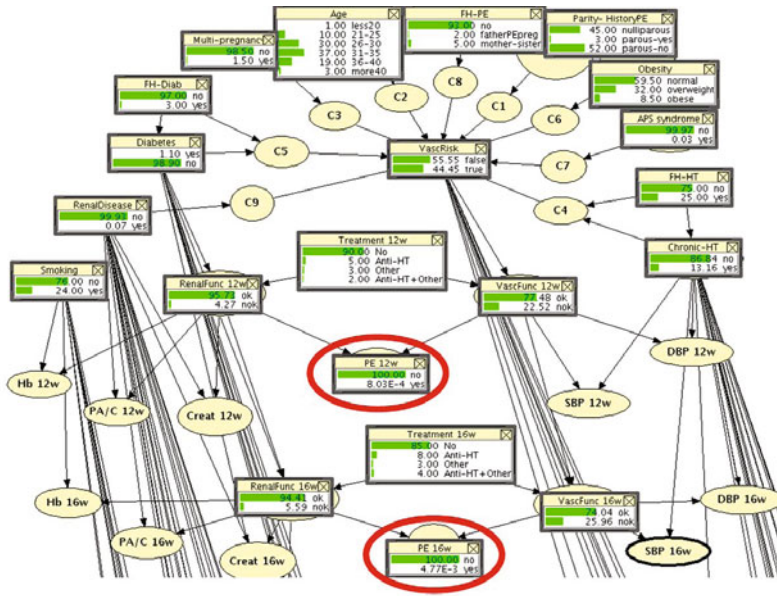 Age
1.00 less20
10.00 21-25
30.00 26-30
37.00 31-35
19.00 36-40
3.00 more40
FH-PE
93.00 no
2.00 fatherPEpreg
5.00 mother-sister
Parity- HistoryPE
45.00 nulliparous
3.00 parous-yes
52.00 parous-no
Multi-pregnancy
98.50 no
1.50 yes
Obesity
59.50 normal
32.00 overweight
8.50 obese
FH-Diab
97.00 no
3.00 yes
C3
C2
C8
C1
C6
APS syndrome
99.97 no
0.03 yes
Diabetes
1.10 yes
98.90 no
C5
VascRisk
55.55 false
44.45 true
C7
FH-HT
75.00 no
25.00 yes
RenalDisease
99.93 no
0.07 yes
C9
C4
Treatment 12w
90.00 No
5.00 Anti-HT
3.00 Other
2.00 Anti-HT+Other
Chronic-HT
86.84 no
13.16 yes
Smoking
76.00 no
24.00 yes
RenalFunc 12w
95.73 ok
4.27 nok
VascFunc 12w
77.48 ok
22.52 nok
PE 12w
100.00 no
8.03E-4 yes
DBP 12w
Hb 12w
PA/C 12w
Creat 12w
SBP 12w
Treatment 16w
85.00 No
8.00 Anti-HT
3.00 Other
4.00 Anti-HT+Other
RenalFunc 16w
94.41 ok
5.59 nok
VascFunc 16w
74.04 ok
25.96 nok
Hb 16w
DBP 16w
PA/C 16w
Creat 16w
PE 16w
100.00 no
4.77E-3 yes
SBP 16w